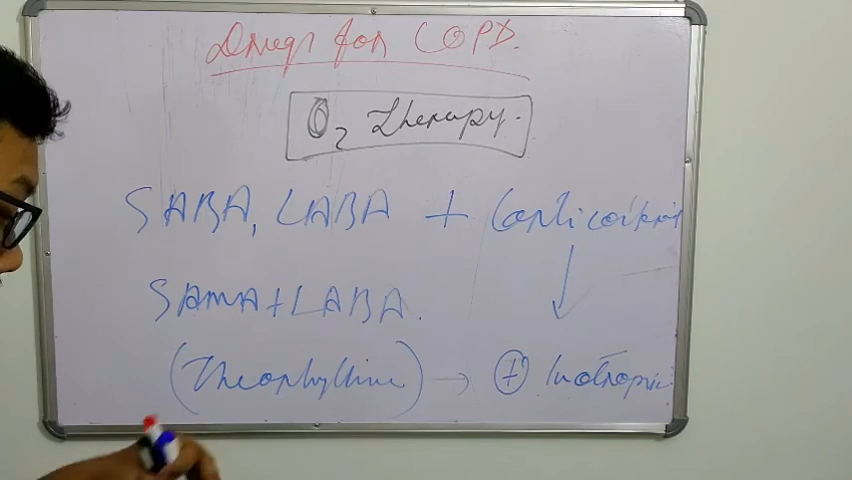 Drugs for COPD.
O2 Therapy.
SABA, LABA + Corticosteroid
SAMA + LABA.
(Theophylline) → ⊕ Inotropic